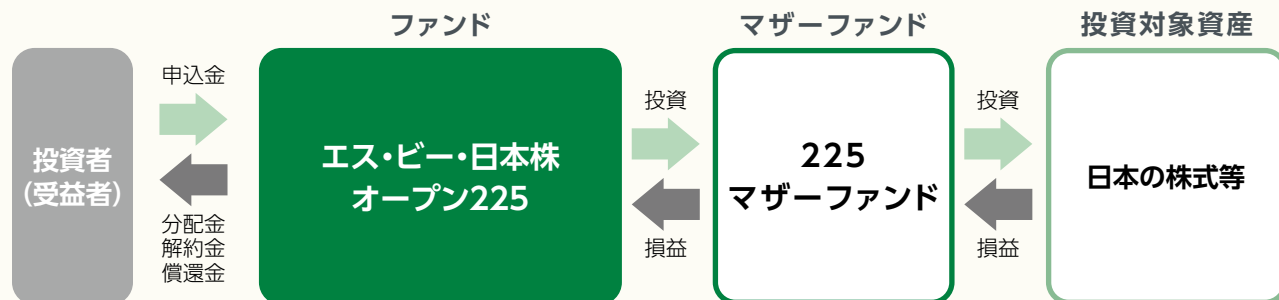 ファンド
マザーファンド
投資対象資産
投資者
(受益者)
申込金
分配金
解約金
償還金
エス・ビー・日本株
オープン225
投資
損益
225
マザーファンド
投資
損益
日本の株式等